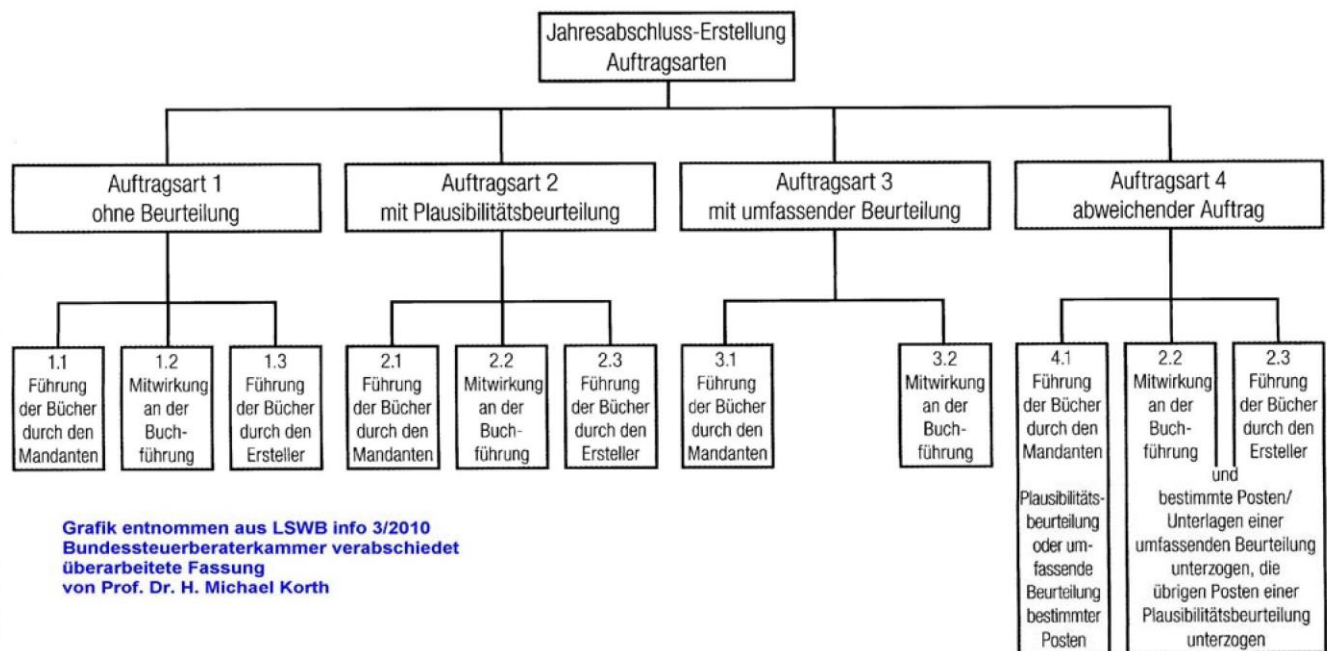 Jahresabschluss-Erstellung
Auftragsarten
Auftragsart 1
ohne Beurteilung
Auftragsart 2
mit Plausibilitätsbeurteilung
Auftragsart 3
mit umfassender Beurteilung
Auftragsart 4
abweichender Auftrag
1.1
Führung
der Bücher
durch den
Mandanten
1.2
Mitwirkung
an der
Buch-
führung
1.3
Führung
der Bücher
durch den
Ersteller
2.1
Führung
der Bücher
durch den
Mandanten
2.2
Mitwirkung
an der
Buch-
führung
2.3
Führung
der Bücher
durch den
Ersteller
3.1
Führung
der Bücher
durch den
Mandanten
3.2
Mitwirkung
an der
Buch-
führung
4.1
Führung
der Bücher
durch den
Mandanten
Plausibilitäts-
beurteilung
oder um-
fassende
Beurteilung
bestimmter
Posten
2.2
Mitwirkung
an der
Buch-
führung
2.3
Führung
der Bücher
durch den
Ersteller
und
bestimmte Posten/
Unterlagen einer
umfassenden Beurteilung
unterzogen, die
übrigen Posten einer
Plausibilitätsbeurteilung
unterzogen
Grafik entnommen aus LSWB info 3/2010
Bundessteuerberaterkammer verabschiedet
überarbeitete Fassung
von Prof. Dr. H. Michael Korth